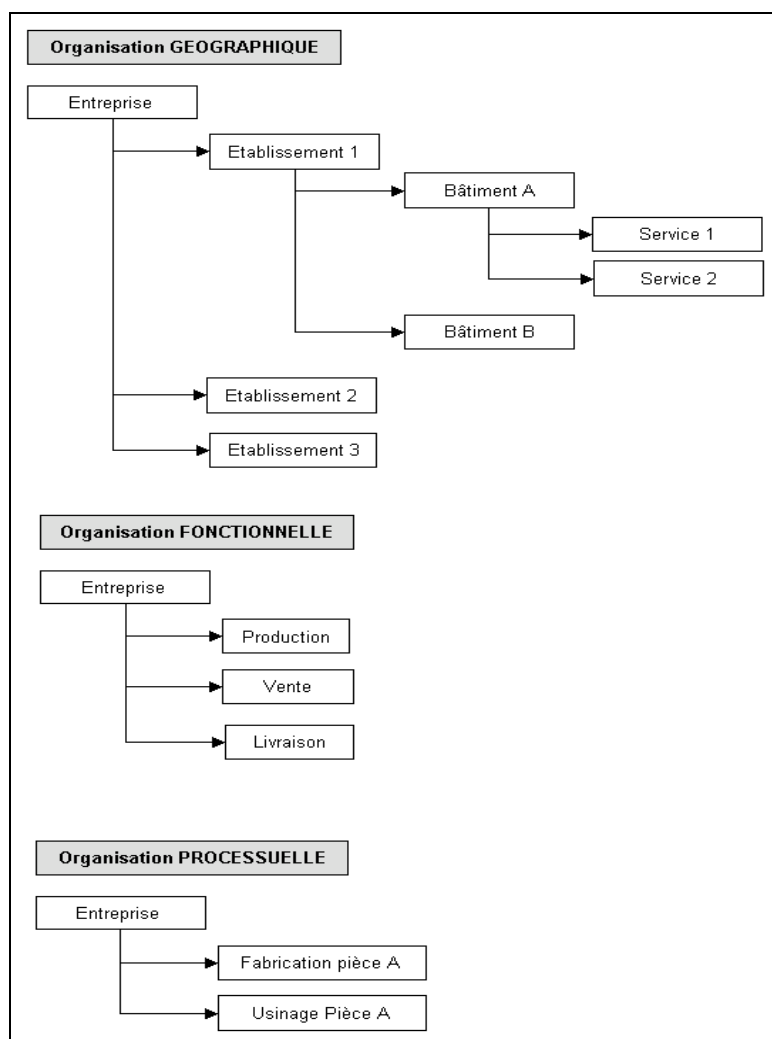 Organisation GEOGRAPHIQUE
Entreprise
Etablissement 1
Bâtiment A
Service 1
Service 2
Bâtiment B
Etablissement 2
Etablissement 3
Organisation FONCTIONNELLE
Entreprise
Production
Vente
Livraison
Organisation PROCESSUELLE
Entreprise
Fabrication pièce A
Usinage Pièce A